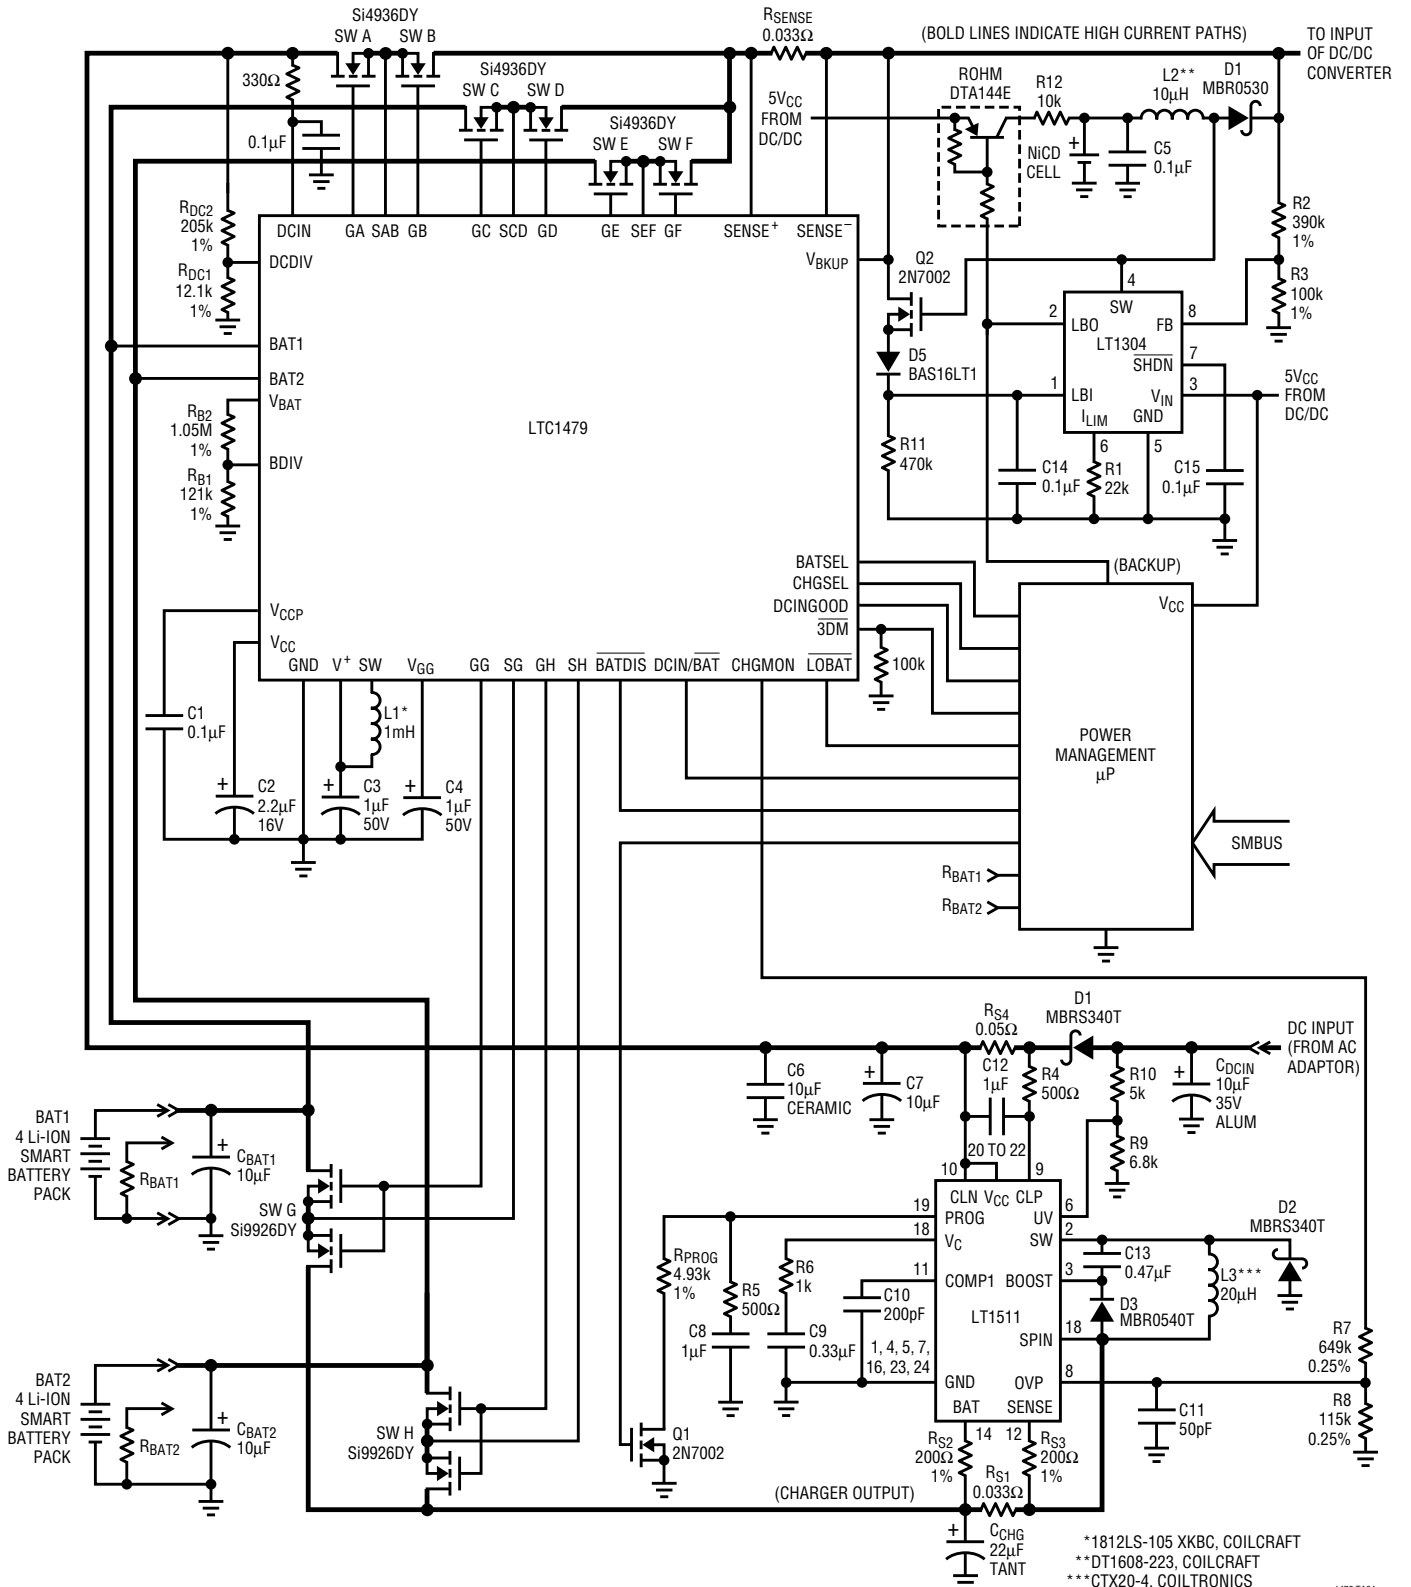 Si4936DY
SW A SW B
RSENSE
0.033Ω
(BOLD LINES INDICATE HIGH CURRENT PATHS)
TO INPUT
OF DC/DC
CONVERTER
330Ω
Si4936DY
SW C SW D
5VCC
FROM
DC/DC
ROHM
DTA144E
R12
10k
L2**
10µH
D1
MBR0530
0.1µF
Si4936DY
SW E SW F
+
NiCD
CELL
C5
0.1µF
RDC2
205k
1%
R2
390k
1%
DCIN GA SAB GB GC SCD GD GE SEF GF SENSE+ SENSE−
DCDIV
VBKUP
Q2
2N7002
RDC1
12.1k
1%
R3
100k
1%
4
SW
2 LBO FB 8
LT1304
SHDN 7
BAT1
D5
BAS16LT1
BAT2
1 LBI VIN 3
5VCC
FROM
DC/DC
VBAT
ILIM GND
RB2
1.05M
1%
LTC1479
6 5
R11
470k
C14
0.1µF
R1
22k
C15
0.1µF
BDIV
RB1
121k
1%
BATSEL
(BACKUP)
CHGSEL
DCINGOOD
VCC
3DM
VCCP
VCC
GND V+ SW VGG GG SG GH SH BATDIS DCIN/BAT CHGMON LOBAT
100k
C1
0.1µF
L1*
1mH
POWER
MANAGEMENT
µP
+
C2
2.2µF
16V
+
C3
1µF
50V
+
C4
1µF
50V
SMBUS
RBAT1
RBAT2
RS4
0.05Ω
D1
MBRS340T
DC INPUT
(FROM AC
ADAPTOR)
C6
10µF
CERAMIC
+
C7
10µF
C12
1µF
R4
500Ω
R10
5k
+
CDCIN
10µF
35V
ALUM
BAT1
4 Li-ION
SMART
BATTERY
PACK
RBAT1
+
CBAT1
10µF
20 TO 22
R9
6.8k
10 9
CLN VCC CLP
SW G
Si9926DY
19 PROG UV 6
18 VC SW 2
D2
MBRS340T
RPROG
4.93k
1%
R6
1k
C13
0.47µF
11 COMP1 BOOST 3
L3***
20µH
R5
500Ω
C10
200pF
LT1511
D3
MBR0540T
C8
1µF
C9
0.33µF
SPIN 18
R7
649k
0.25%
1, 4, 5, 7,
16, 23, 24
GND OVP 8
BAT2
4 Li-ION
SMART
BATTERY
PACK
RBAT2
+
CBAT2
10µF
BAT SENSE
C11
50pF
R8
115k
0.25%
SW H
Si9926DY
Q1
2N7002
RS2
200Ω
1%
14 12
RS3
200Ω
1%
RS1
0.033Ω
(CHARGER OUTPUT)
+
CCHG
22µF
TANT
*1812LS-105 XKBC, COILCRAFT
**DT1608-223, COILCRAFT
***CTX20-4, COILTRONICS